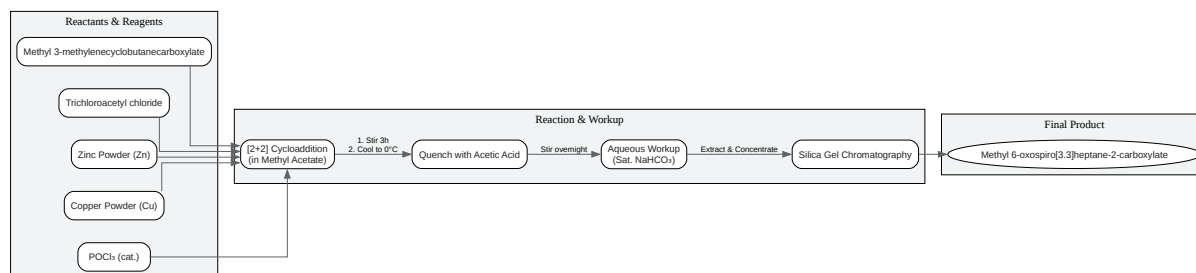 Reactants & Reagents
Methyl 3-methylenecyclobutanecarboxylate
Trichloroacetyl chloride
Zinc Powder (Zn)
Copper Powder (Cu)
POCl₃ (cat.)
Reaction & Workup
[2+2] Cycloaddition
(in Methyl Acetate)
1. Stir 3h
2. Cool to 0°C
Quench with Acetic Acid
Stir overnight
Aqueous Workup
(Sat. NaHCO₃)
Extract & Concentrate
Silica Gel Chromatography
Final Product
Methyl 6-oxospiro[3.3]heptane-2-carboxylate